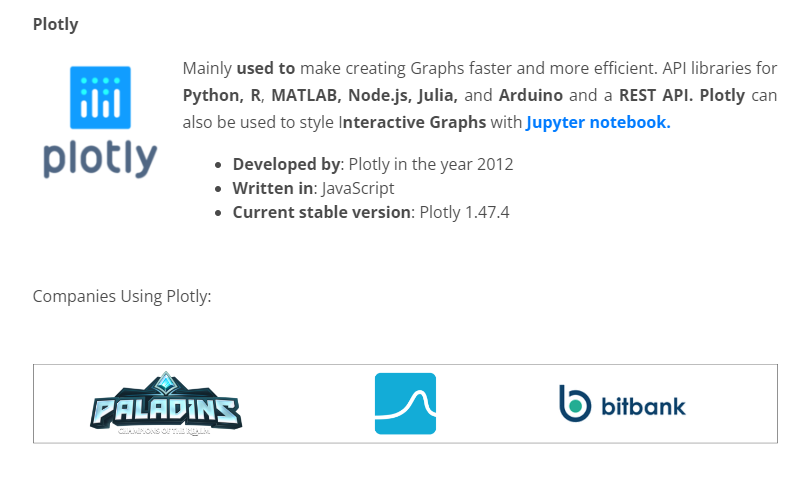 Plotly
Mainly used to make creating Graphs faster and more efficient. API libraries for
Python, R, MATLAB, Node.js, Julia, and Arduino and a REST API. Plotly can
also be used to style Interactive Graphs with Jupyter notebook.
plotly
• Developed by: Plotly in the year 2012
• Written in: JavaScript
• Current stable version: Plotly 1.47.4
Companies Using Plotly:
PALADINS
CHAMPIONS OF THE REALM
bitbank